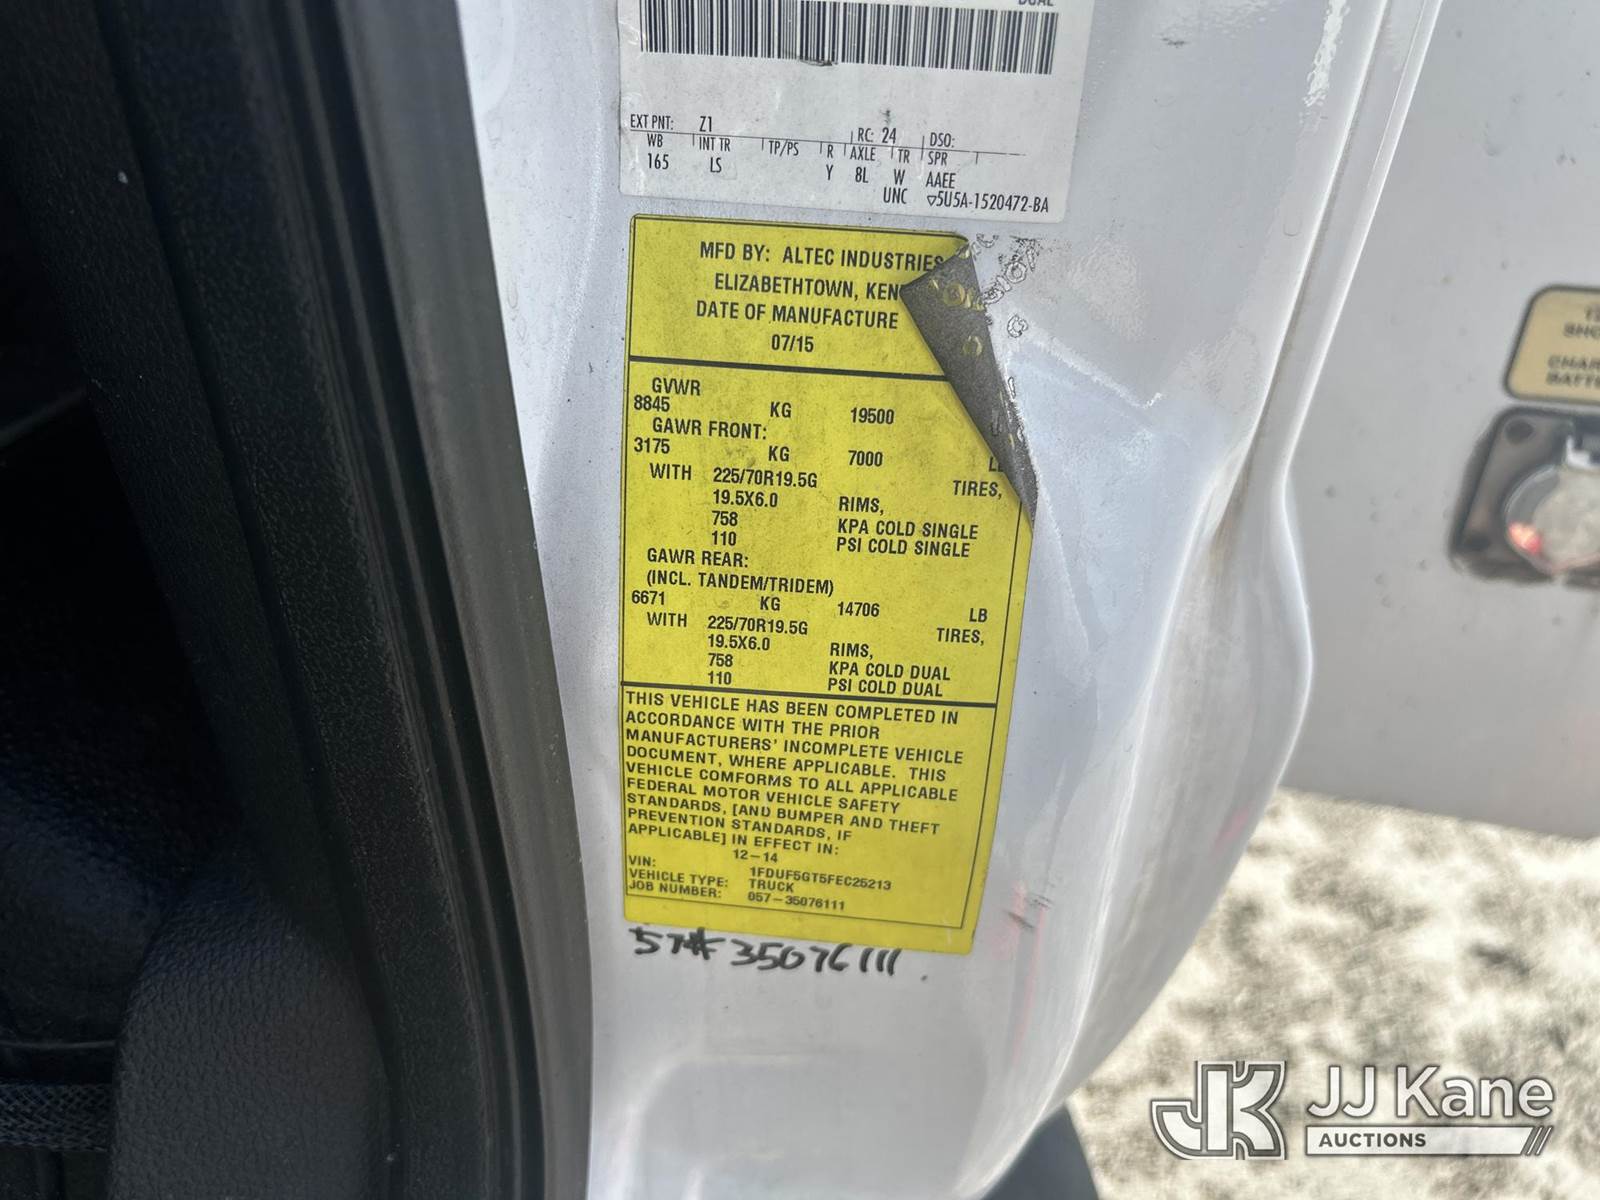 EXT PNT: Z1 RC: 24 DSO:
WB INT TR TP/PS R AXLE TR SPR
165 LS Y 8L W AAEE
UNC ▽5U5A-1520472-BA
MFD BY: ALTEC INDUSTRIES
ELIZABETHTOWN,
DATE OF MANUFACTURE
07/15
GVWR
8845 KG 19500
GAWR FRONT:
3175 KG 7000
WITH 225/70R19.5G TIRES,
19.5X6.0 RIMS,
758 KPA COLD SINGLE
110 PSI COLD SINGLE
GAWR REAR:
(INCL. TANDEM/TRIDEM)
6671 KG 14706 LB
WITH 225/70R19.5G TIRES,
19.5X6.0 RIMS,
758 KPA COLD DUAL
110 PSI COLD DUAL
THIS VEHICLE HAS BEEN COMPLETED IN
ACCORDANCE WITH THE PRIOR
MANUFACTURERS' INCOMPLETE VEHICLE
DOCUMENT, WHERE APPLICABLE. THIS
VEHICLE COMFORMS TO ALL APPLICABLE
FEDERAL MOTOR VEHICLE SAFETY
STANDARDS, [AND BUMPER AND THEFT
PREVENTION STANDARDS, IF
APPLICABLE] IN EFFECT IN:
12-14
VIN: 1FDUF5GT5FEC25213
VEHICLE TYPE: TRUCK
JOB NUMBER: 057-35076111
57# 35076111
JJ Kane
AUCTIONS